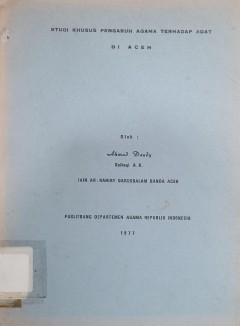 STUDI KHUSUS PENGARUH AGAMA TERHADAP ADAT
DI ACEH
Oleh :
Ahmad Daudy
Kolhaqi A. R.
IAIN AR-RANIRY DARUSSALAM BANDA ACEH
PUSLITBANG DEPARTEMEN AGAMA REPUBLIK INDONESIA
1977